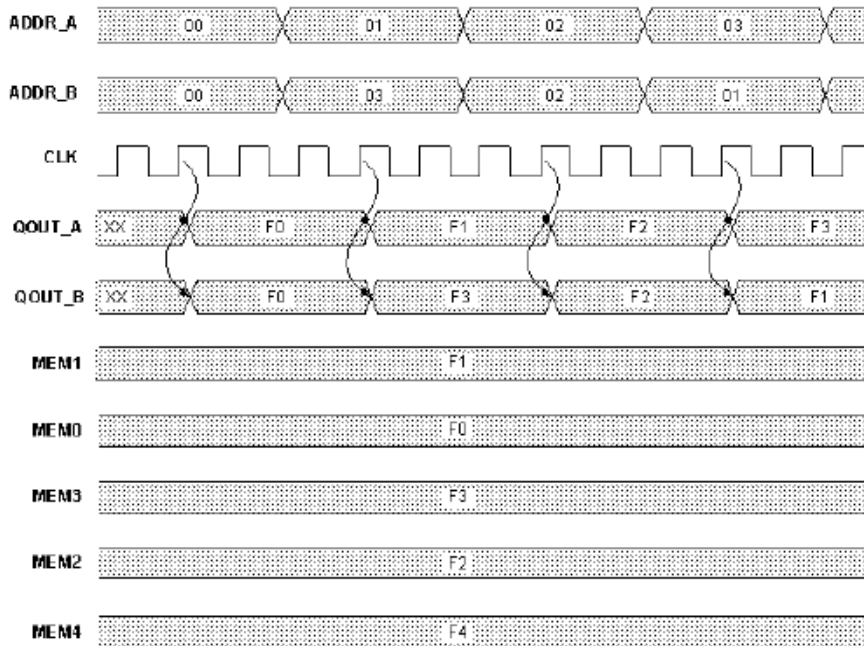 ADDR_A 00 01 02 03
ADDR_B 00 03 02 01
CLK
QOUT_A XX F0 F1 F2 F3
QOUT_B XX F0 F3 F2 F1
MEM1 F1
MEM0 F0
MEM3 F3
MEM2 F2
MEM4 F4